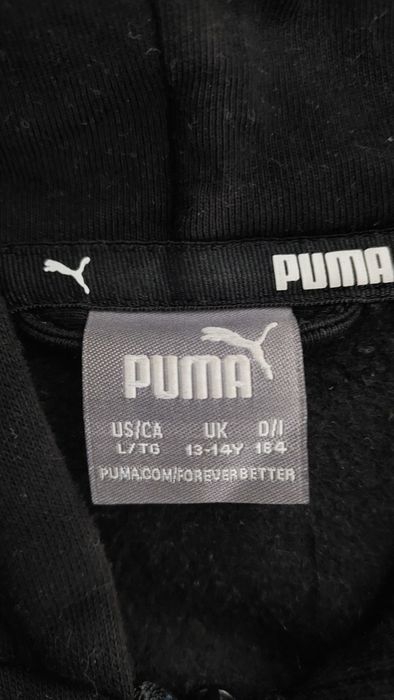 PUMA
PUMA
US/CA UK D/I
L/TG 13-14Y 164
PUMA.COM/FOREVERBETTER